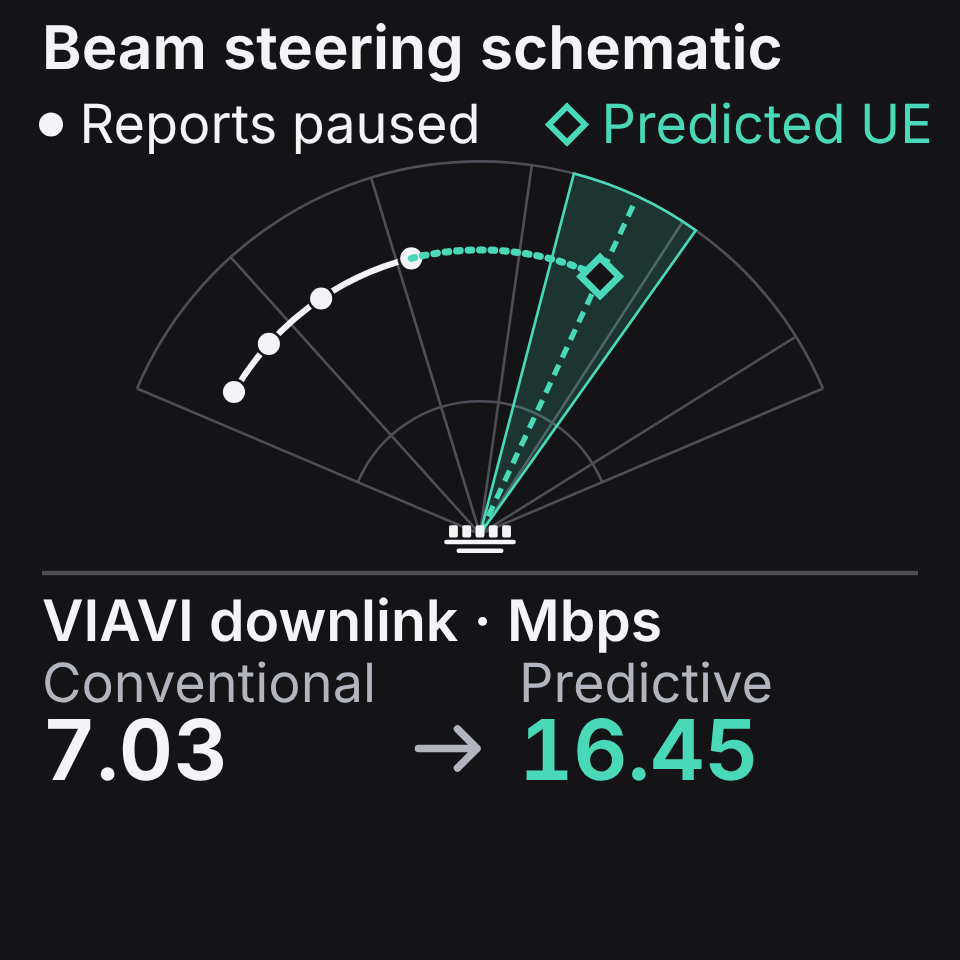 Beam steering schematic
Reports paused Predicted UE
VIAVI downlink · Mbps
Conventional Predictive
7.03 → 16.45